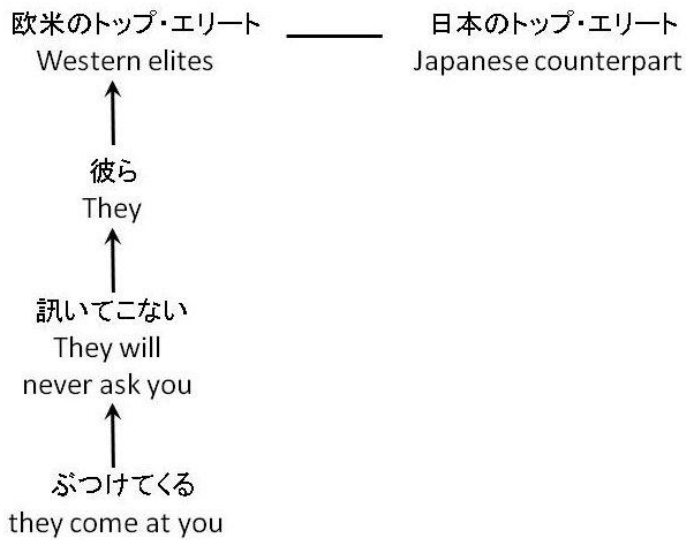 欧米のトップ・エリート
Western elites
日本のトップ・エリート
Japanese counterpart
彼ら
They
訊いてこない
They will
never ask you
ぶつけてくる
they come at you